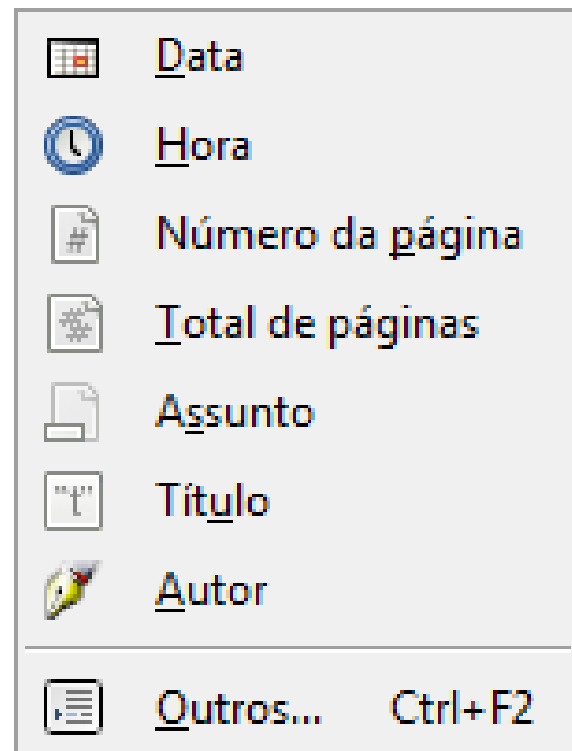 Data
Hora
#
Número da página
Total de páginas
Assunto
"t"
Título
Autor
Outros... Ctrl+F2